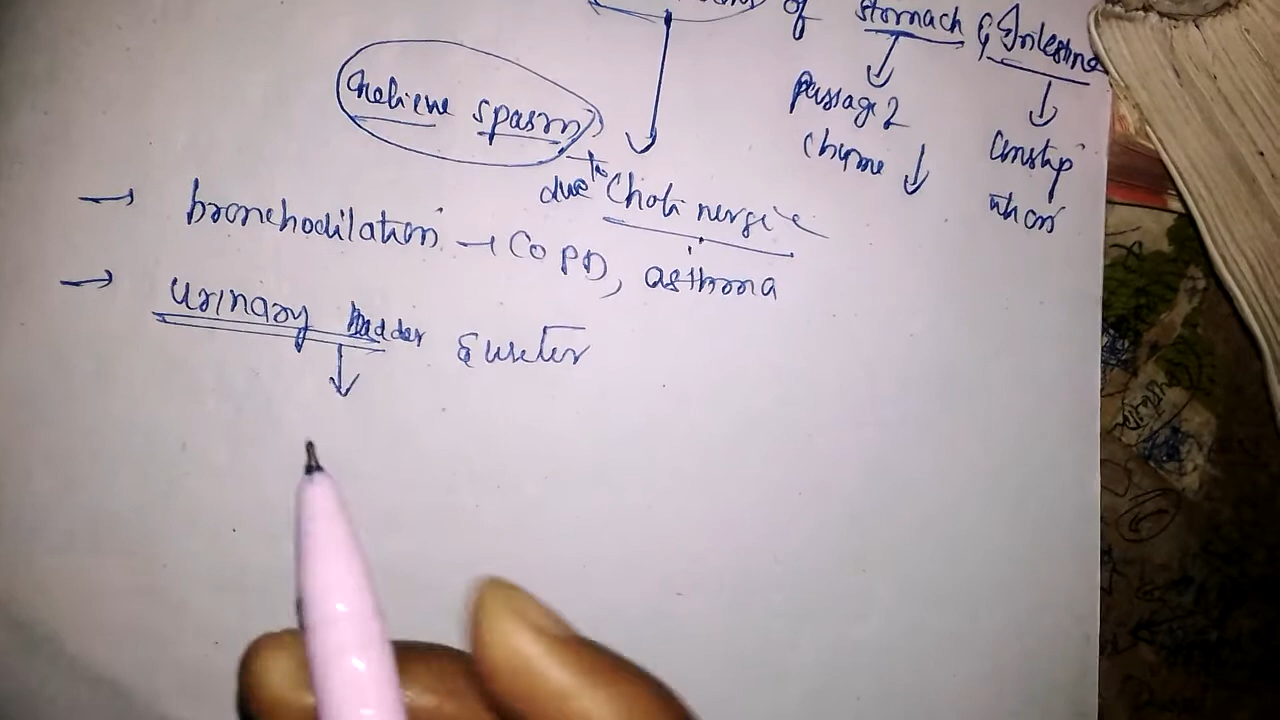 of stomach & Intestine
relieve spasm
passage 2 chyme
constip
ation
due to Cholinergic
→ bronchodilation → COPD, asthma
→ urinary bladder & ureter